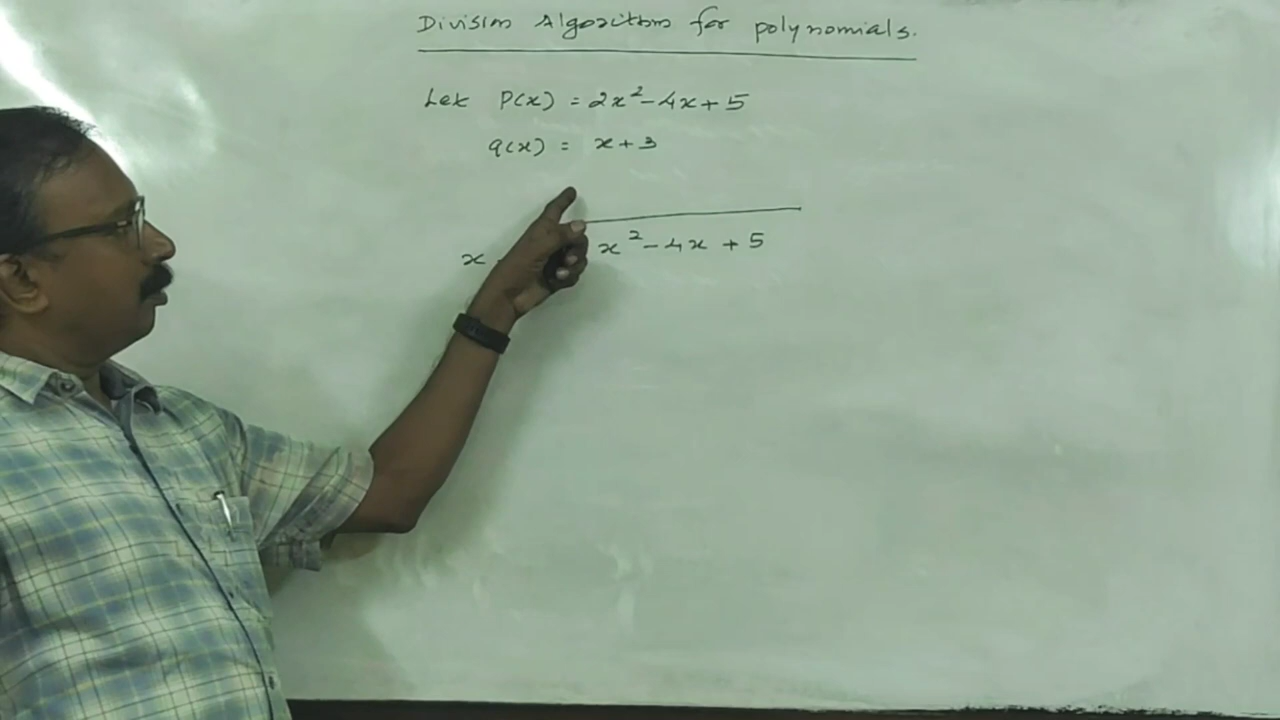 Division Algorithm for polynomials.
Let P(x) = 2x²-4x+5
q(x) = x+3
x x²-4x +5